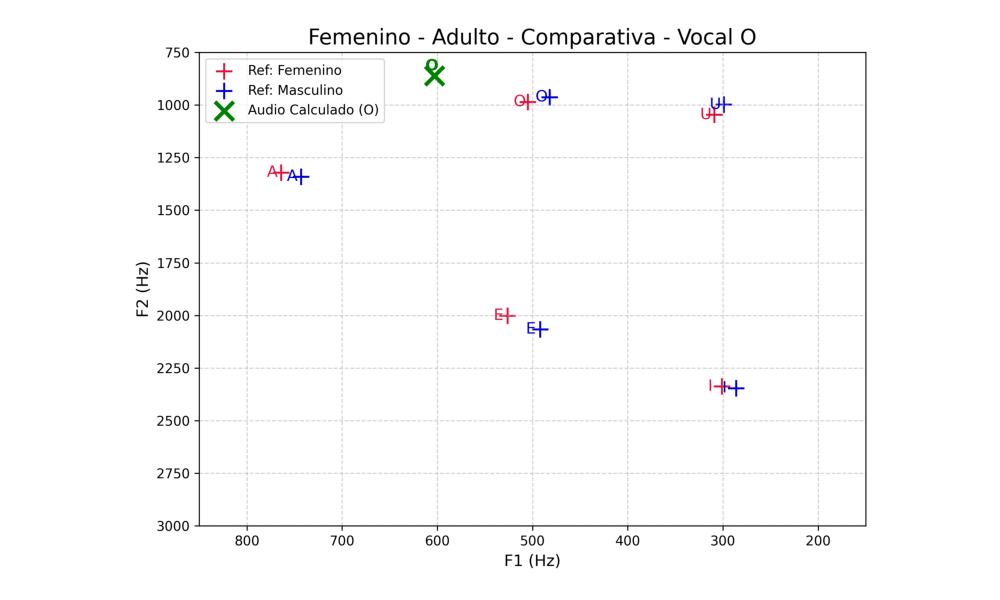 Femenino - Adulto - Comparativa - Vocal O
Ref: Femenino
Ref: Masculino
Audio Calculado (O)
O
O O
U U
A A
E
E
I I
750
1000
1250
1500
1750
2000
2250
2500
2750
3000
F2 (Hz)
800 700 600 500 400 300 200
F1 (Hz)